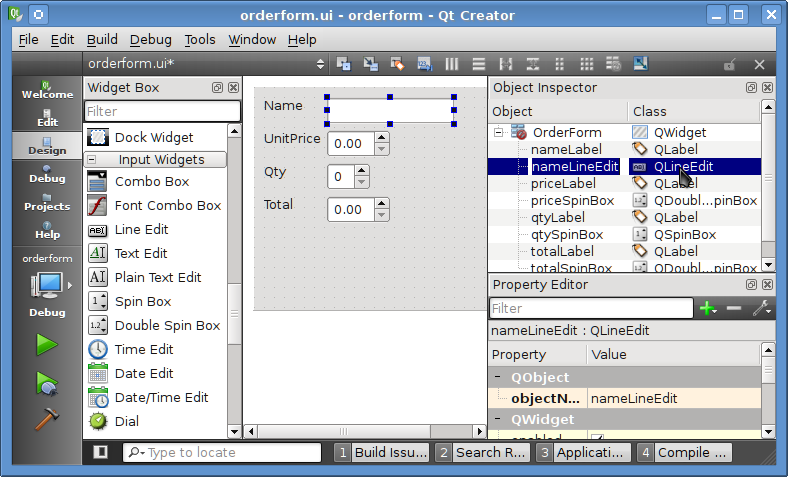 orderform.ui - orderform - Qt Creator
File Edit Build Debug Tools Window Help
orderform.ui*
Welcome
Edit
Design
Debug
Projects
Help
orderform
Debug
Widget Box
Filter
Dock Widget
Input Widgets
Combo Box
Font Combo Box
Line Edit
Text Edit
Plain Text Edit
Spin Box
Double Spin Box
Time Edit
Date Edit
Date/Time Edit
Dial
Name
UnitPrice 0.00
Qty 0
Total 0.00
Object Inspector
Object Class
OrderForm QWidget
nameLabel QLabel
nameLineEdit QLineEdit
priceLabel QLabel
priceSpinBox QDoubl...pinBox
qtyLabel QLabel
qtySpinBox QSpinBox
totalLabel QLabel
totalSpinBox QDoubl...pinBox
Property Editor
Filter
nameLineEdit : QLineEdit
Property Value
QObject
objectN... nameLineEdit
QWidget
enabled
Type to locate
1 Build Issu...
2 Search R...
3 Applicati...
4 Compile ...